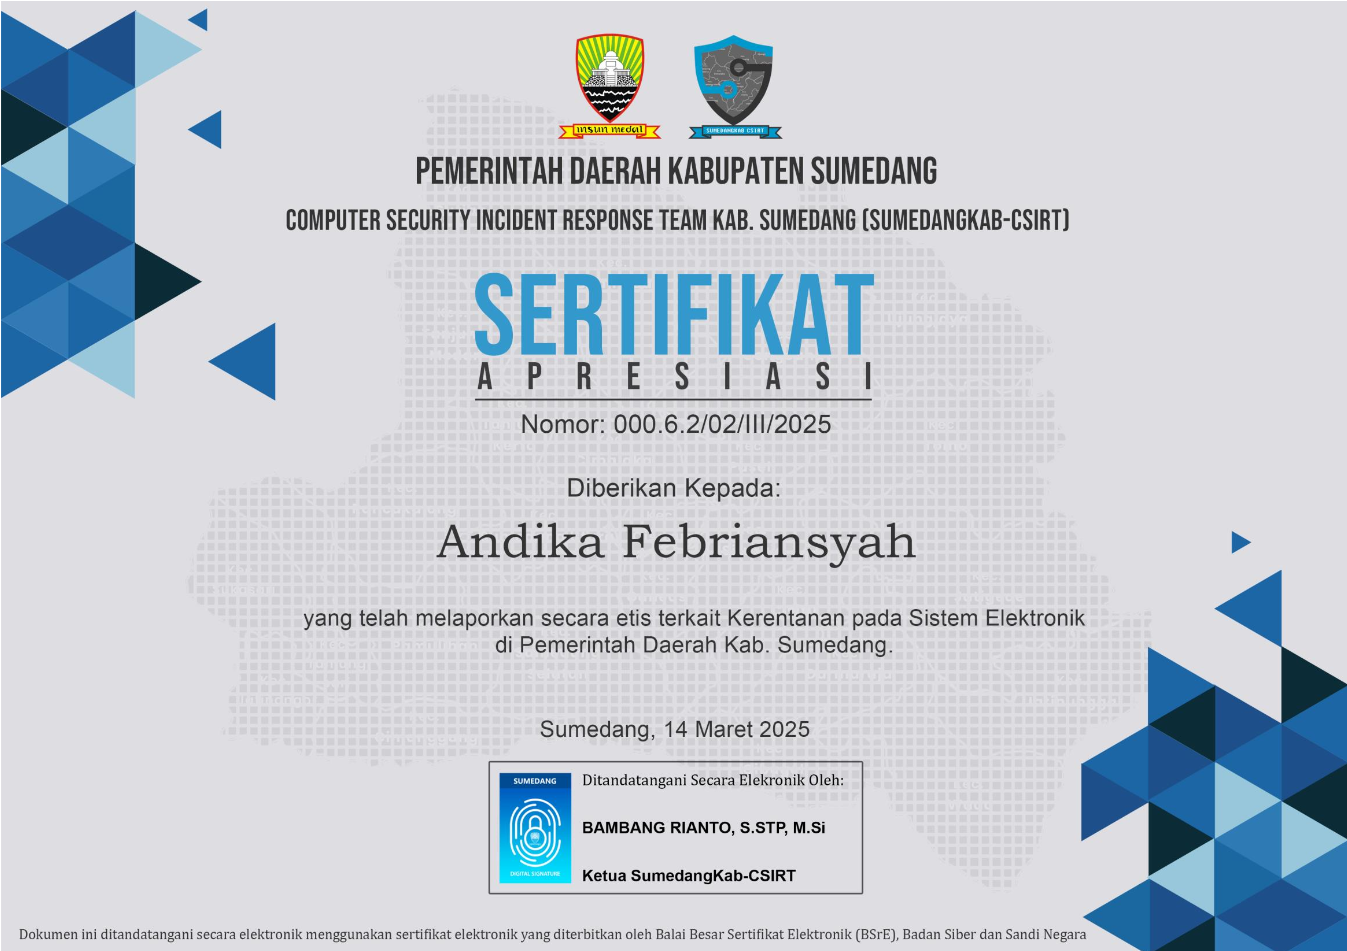 insun medal
SUMEDANGKAB CSIRT
PEMERINTAH DAERAH KABUPATEN SUMEDANG
COMPUTER SECURITY INCIDENT RESPONSE TEAM KAB. SUMEDANG (SUMEDANGKAB-CSIRT)
SERTIFIKAT
APRESIASI
Nomor: 000.6.2/02/III/2025
Diberikan Kepada:
Andika Febriansyah
yang telah melaporkan secara etis terkait Kerentanan pada Sistem Elektronik
di Pemerintah Daerah Kab. Sumedang.
Sumedang, 14 Maret 2025
SUMEDANG
DIGITAL SIGNATURE
Ditandatangani Secara Elekronik Oleh:
BAMBANG RIANTO, S.STP, M.Si
Ketua SumedangKab-CSIRT
Dokumen ini ditandatangani secara elektronik menggunakan sertifikat elektronik yang diterbitkan oleh Balai Besar Sertifikat Elektronik (BSrE), Badan Siber dan Sandi Negara